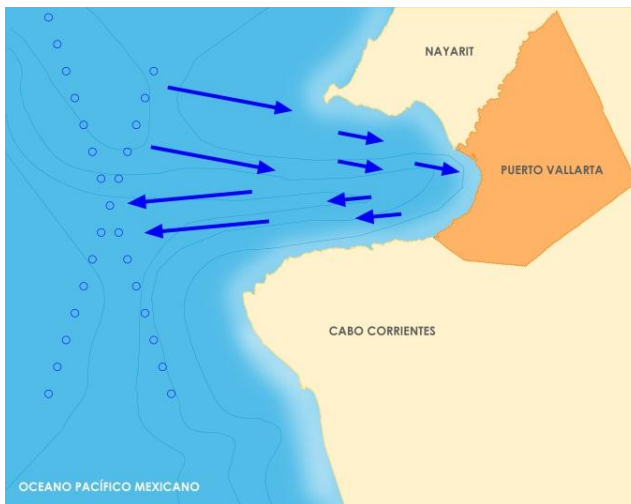 NAYARIT
PUERTO VALLARTA
CABO CORRIENTES
OCEANO PACÍFICO MEXICANO